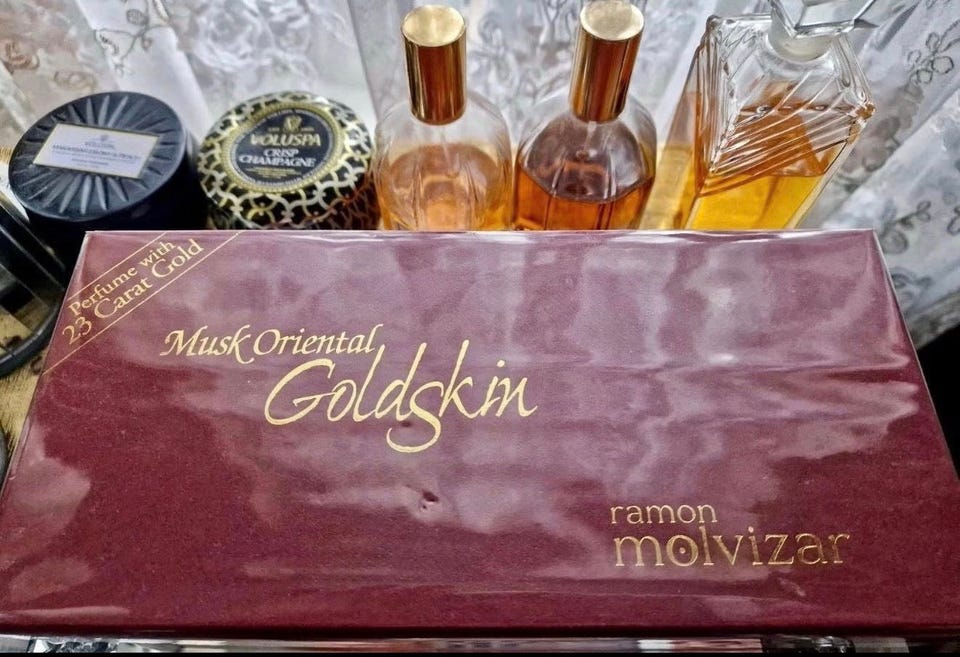 VOLUSPA
CRISP
CHAMPAGNE
Perfume with
23 Carat Gold
Musk Oriental
Goldskin
ramon
molvizar